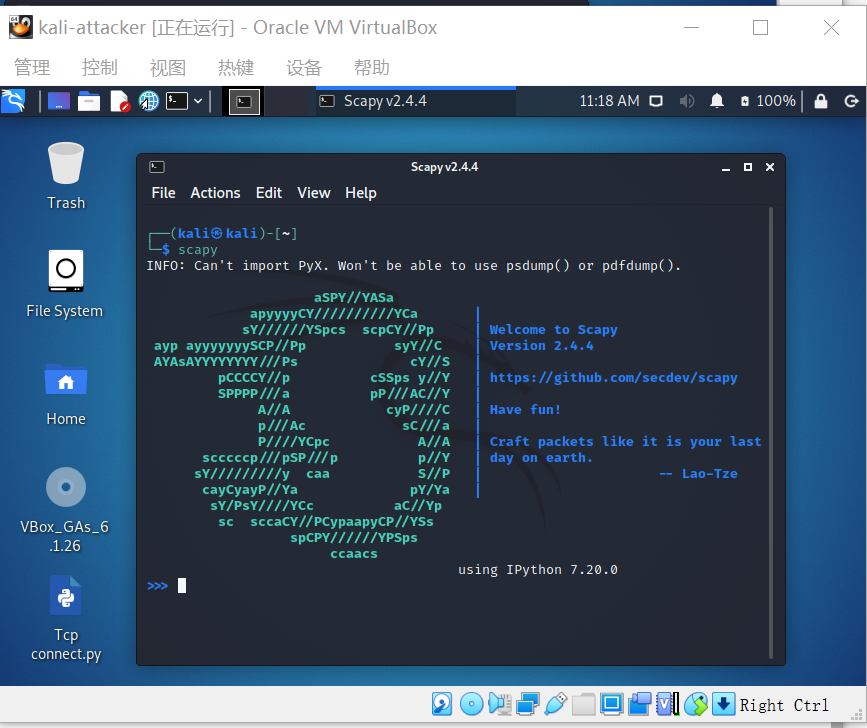 kali-attacker [正在运行] - Oracle VM VirtualBox
管理 控制 视图 热键 设备 帮助
Scapy v2.4.4 11:18 AM 100%
Trash
File System
Home
VBox_GAs_6
.1.26
Tcp
connect.py
Scapy v2.4.4
File Actions Edit View Help
┌──(kali㉿kali)-[~]
└─$ scapy
INFO: Can't import PyX. Won't be able to use psdump() or pdfdump().
aSPY//YASa
apyyyyCY//////////YCa |
sY//////YSpcs scpCY//Pp | Welcome to Scapy
ayp ayyyyyyySCP//Pp syY//C | Version 2.4.4
AYAsAYYYYYYYY///Ps cY//S |
pCCCCY//p cSSps y//Y | https://github.com/secdev/scapy
SPPPP///a pP///AC//Y |
A//A cyP////C | Have fun!
p///Ac sC///a |
P////YCpc A//A | Craft packets like it is your last
scccccp///pSP///p p//Y | day on earth.
sY/////////y caa S//P | -- Lao-Tze
cayCyayP//Ya pY/Ya |
sY/PsY////YCc aC//Yp
sc sccaCY//PCypaapyCP//YSs
spCPY//////YPSps
ccaacs
using IPython 7.20.0
>>>
Right Ctrl